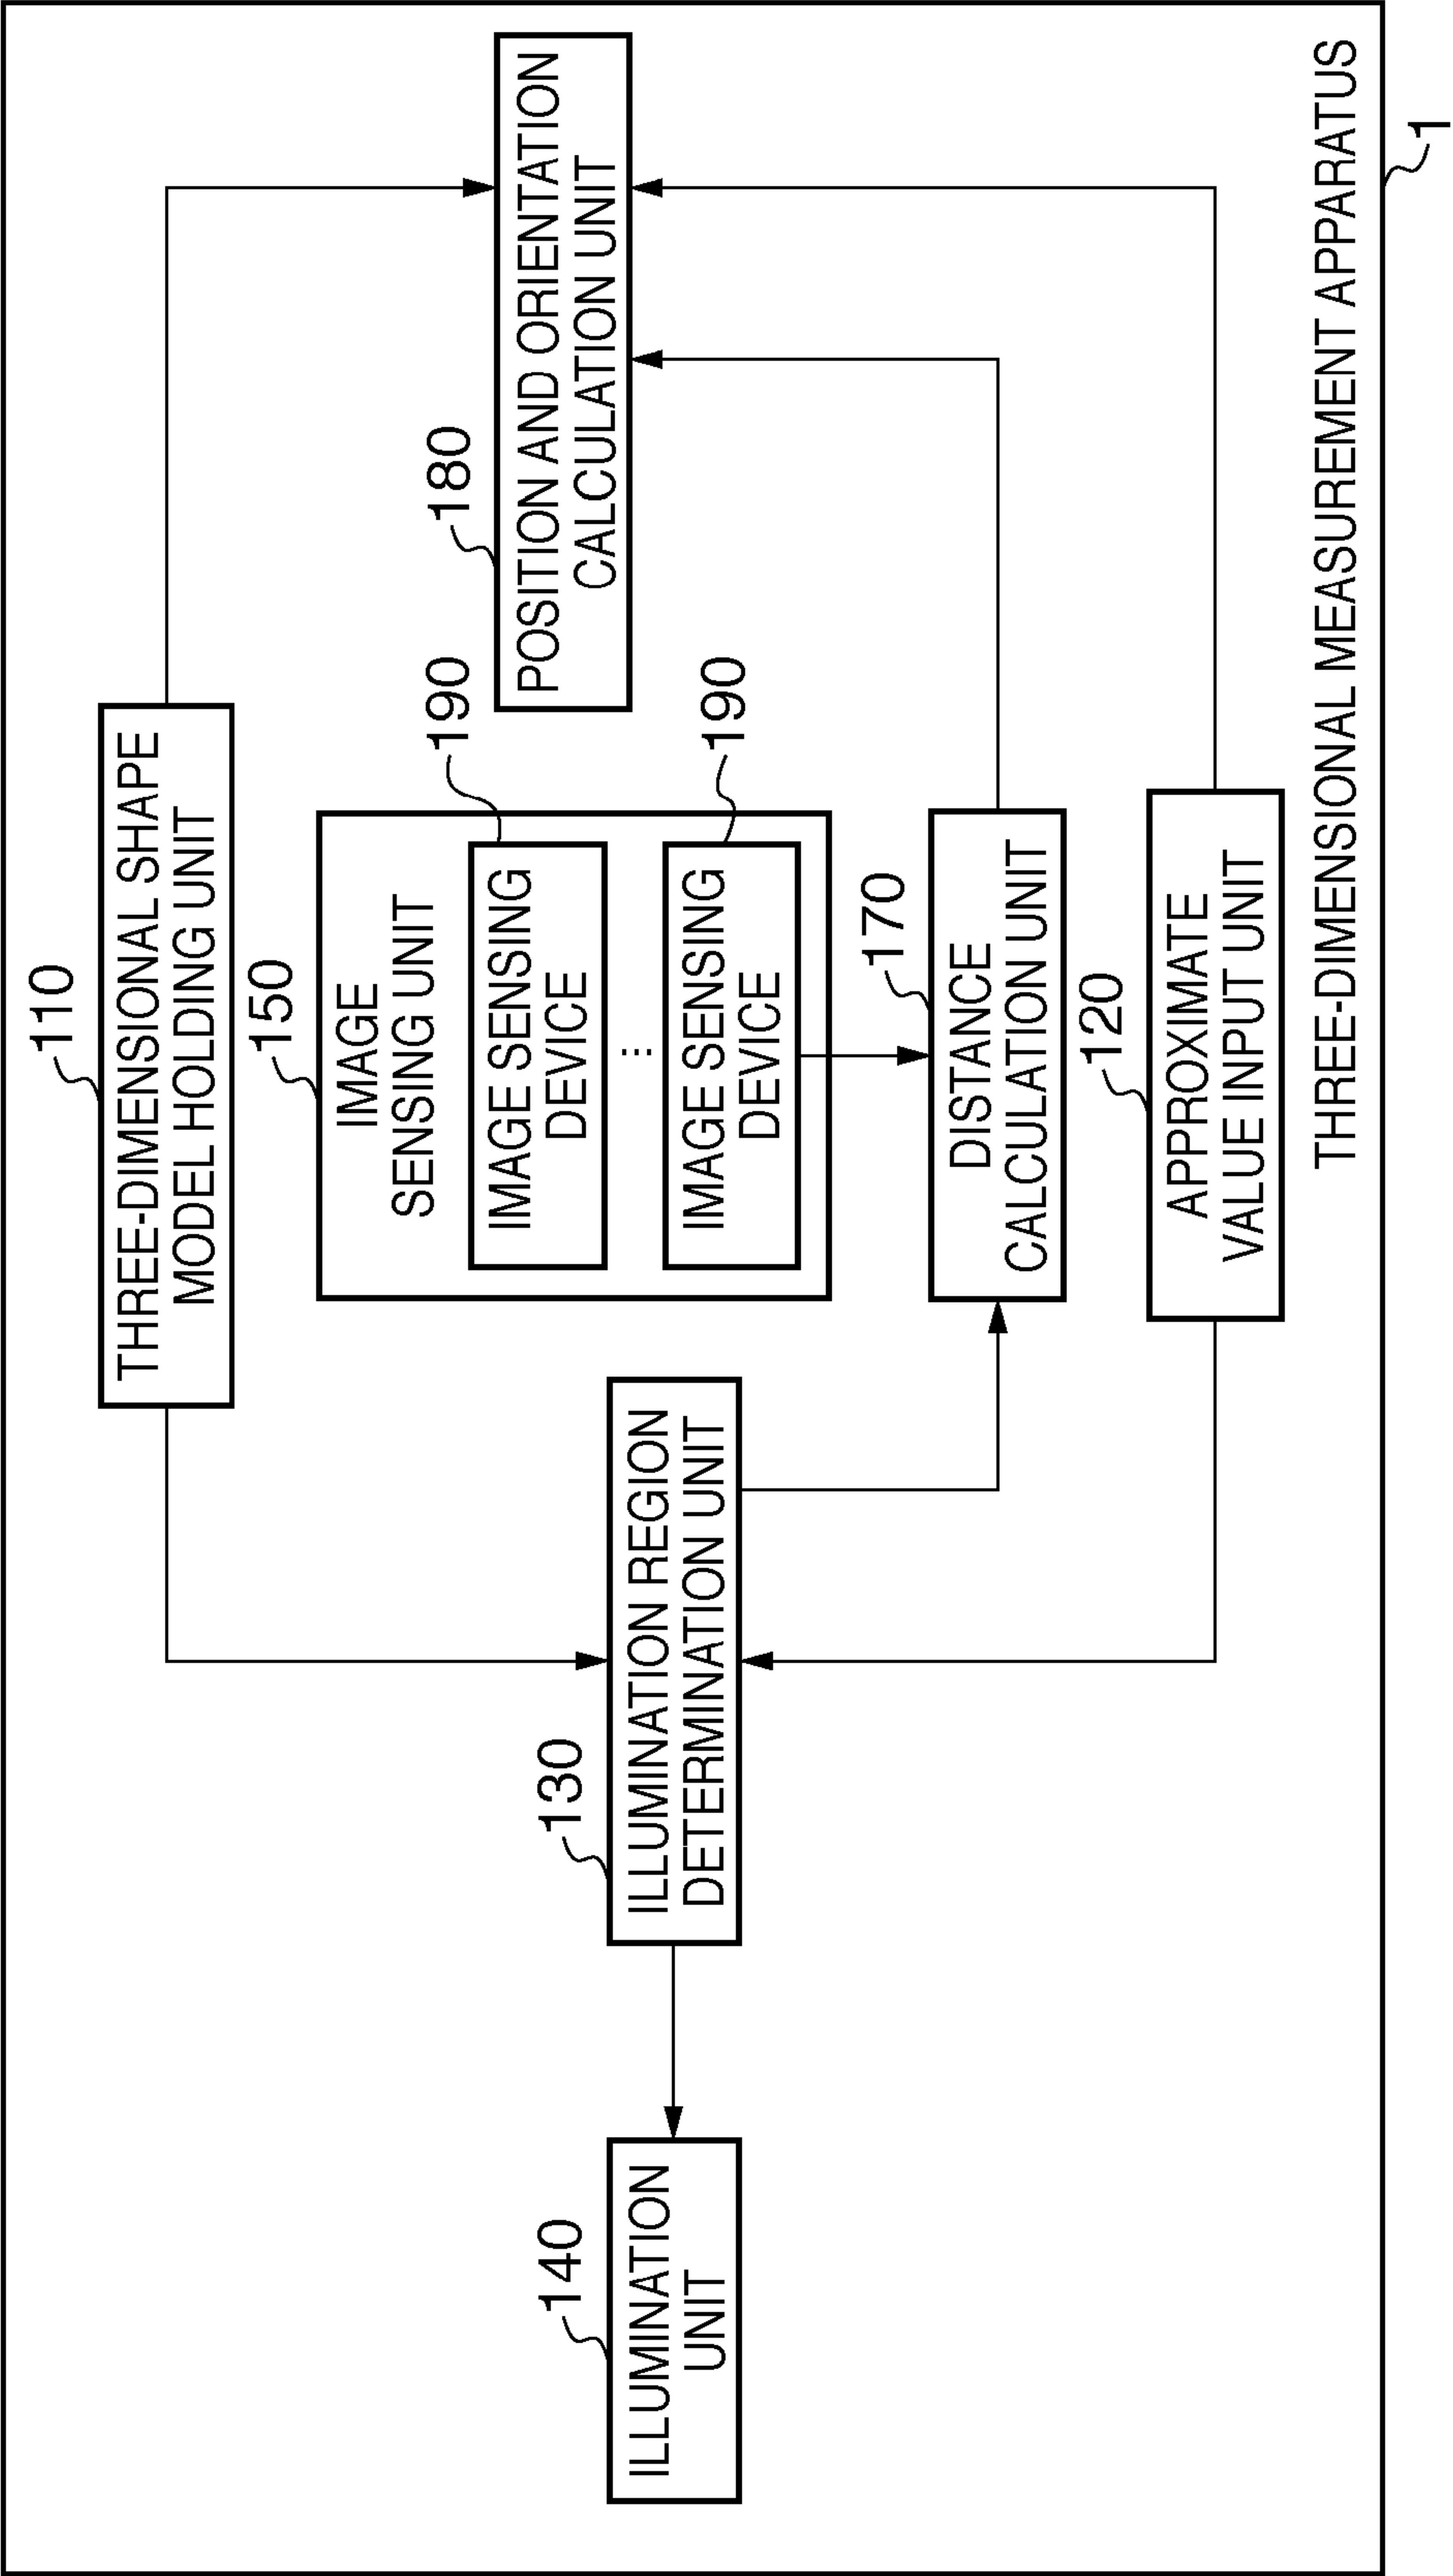 110
THREE-DIMENSIONAL SHAPE
MODEL HOLDING UNIT
150
IMAGE
SENSING UNIT
190
IMAGE SENSING
DEVICE
...
190
IMAGE SENSING
DEVICE
180
POSITION AND ORIENTATION
CALCULATION UNIT
140
ILLUMINATION
UNIT
130
ILLUMINATION REGION
DETERMINATION UNIT
170
DISTANCE
CALCULATION UNIT
120
APPROXIMATE
VALUE INPUT UNIT
THREE-DIMENSIONAL MEASUREMENT APPARATUS
1